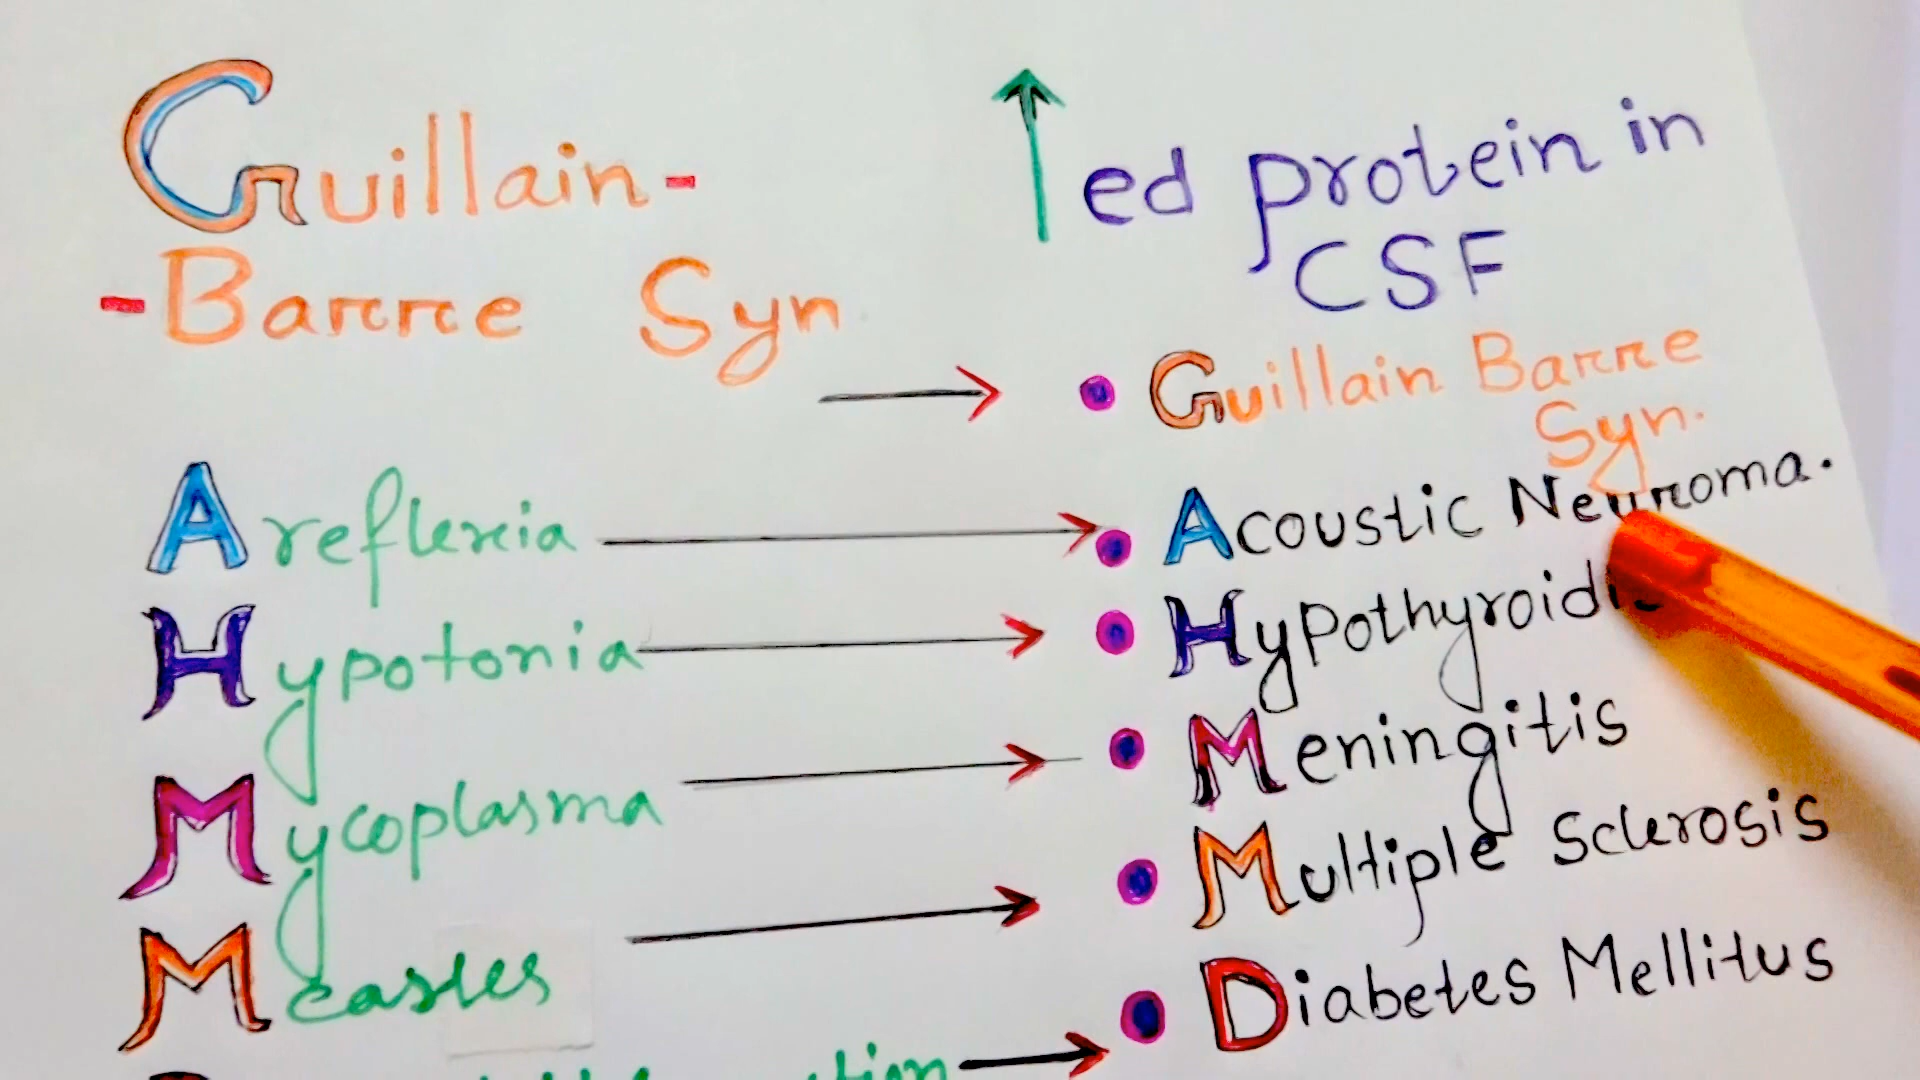 Guillain-
-Barre Syn
Areflexia
Hypotonia
Mycoplasma
Measles
↑ed protein in
CSF
• Guillain Barre
Syn.
• Acoustic Neuroma.
• Hypothyroidi
• Meningitis
• Multiple Sclerosis
• Diabetes Mellitus